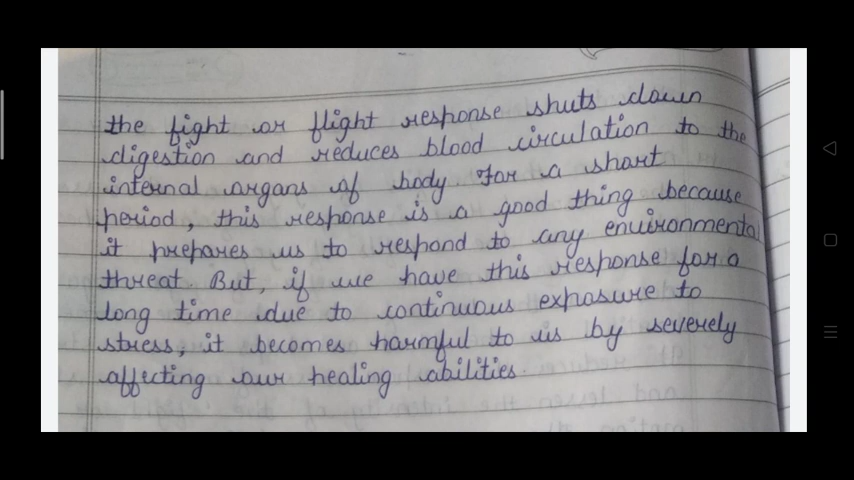 the fight or flight response shuts down
digestion and reduces blood circulation to the
internal organs of body For a short
period, this response is a good thing because
it prepares us to respond to any environmental
threat. But, if we have this response for a
long time due to continuous exposure to
stress, it becomes harmful to us by severely
affecting our healing abilities.